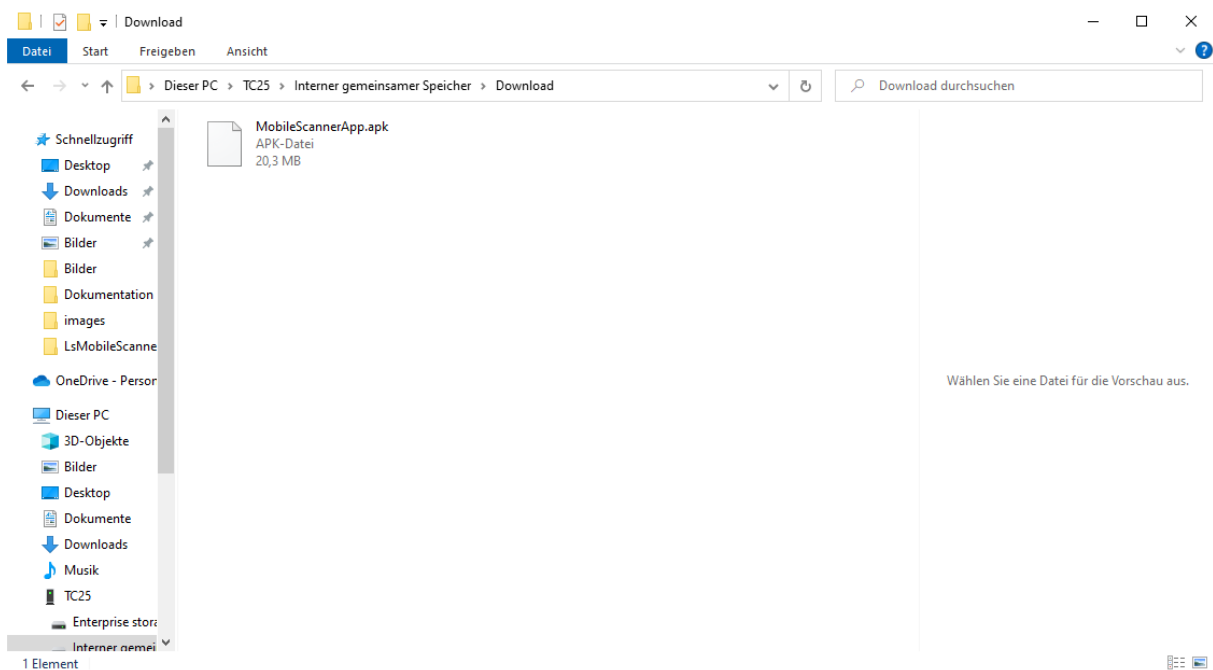 Download
Datei Start Freigeben Ansicht
Dieser PC > TC25 > Interner gemeinsamer Speicher > Download
Download durchsuchen
Schnellzugriff
Desktop
Downloads
Dokumente
Bilder
Bilder
Dokumentation
images
LsMobileScanne
OneDrive - Person
Dieser PC
3D-Objekte
Bilder
Desktop
Dokumente
Downloads
Musik
TC25
Enterprise stora
Interner gemei
MobileScannerApp.apk
APK-Datei
20,3 MB
Wählen Sie eine Datei für die Vorschau aus.
1 Element